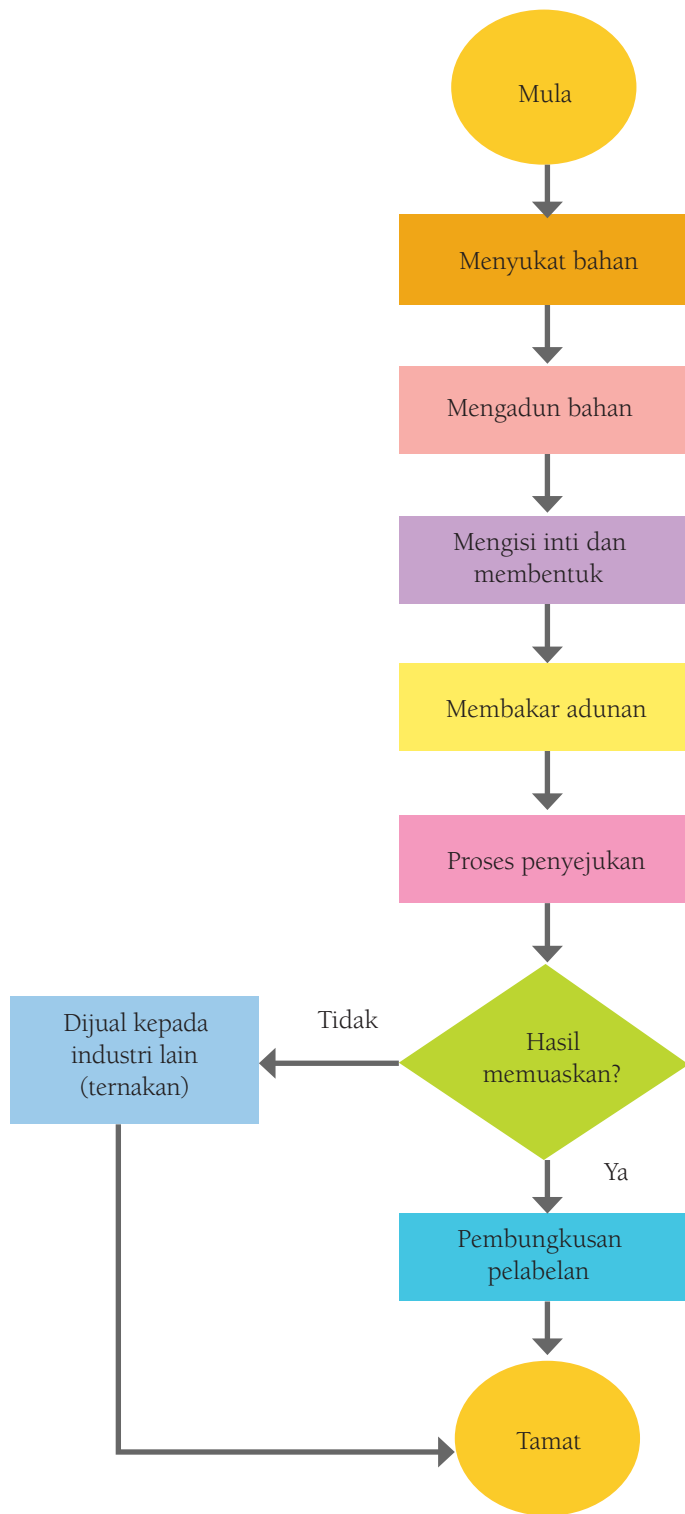 Mula
Menyukat bahan
Mengadun bahan
Mengisi inti dan
membentuk
Membakar adunan
Proses penyejukan
Hasil
memuaskan?
Tidak
Dijual kepada
industri lain
(ternakan)
Ya
Pembungkusan
pelabelan
Tamat